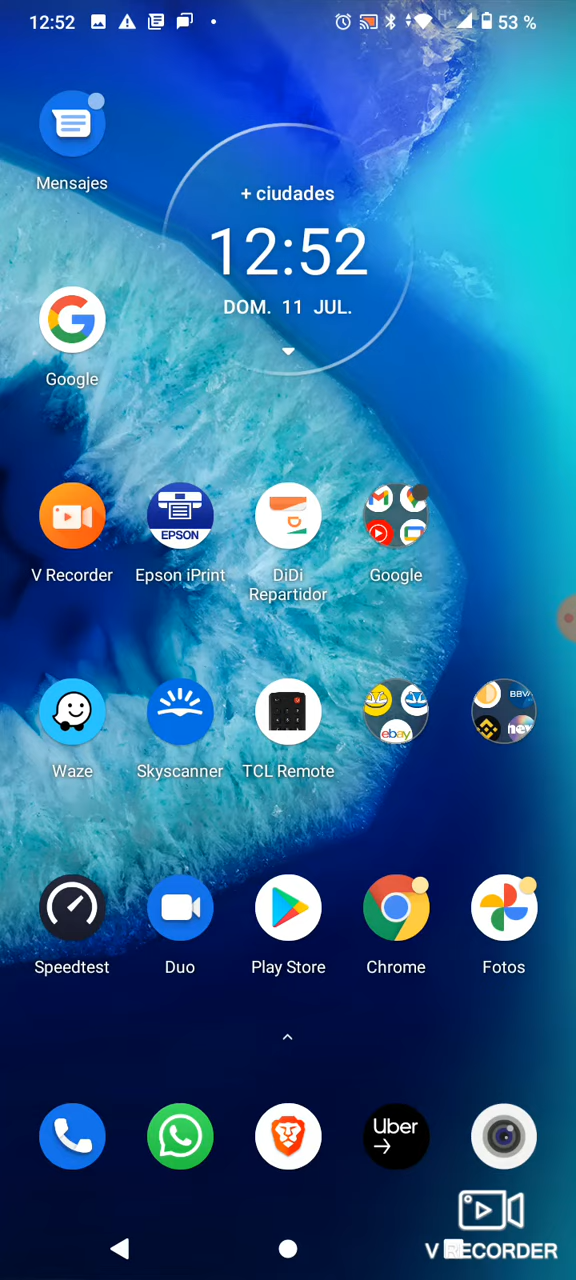 12:52
53 %
Mensajes
+ ciudades
12:52
DOM. 11 JUL.
Google
EPSON
V Recorder
Epson iPrint
DiDi Repartidor
Google
ebay
BBVA
Waze
Skyscanner
TCL Remote
Speedtest
Duo
Play Store
Chrome
Fotos
Uber
V RECORDER